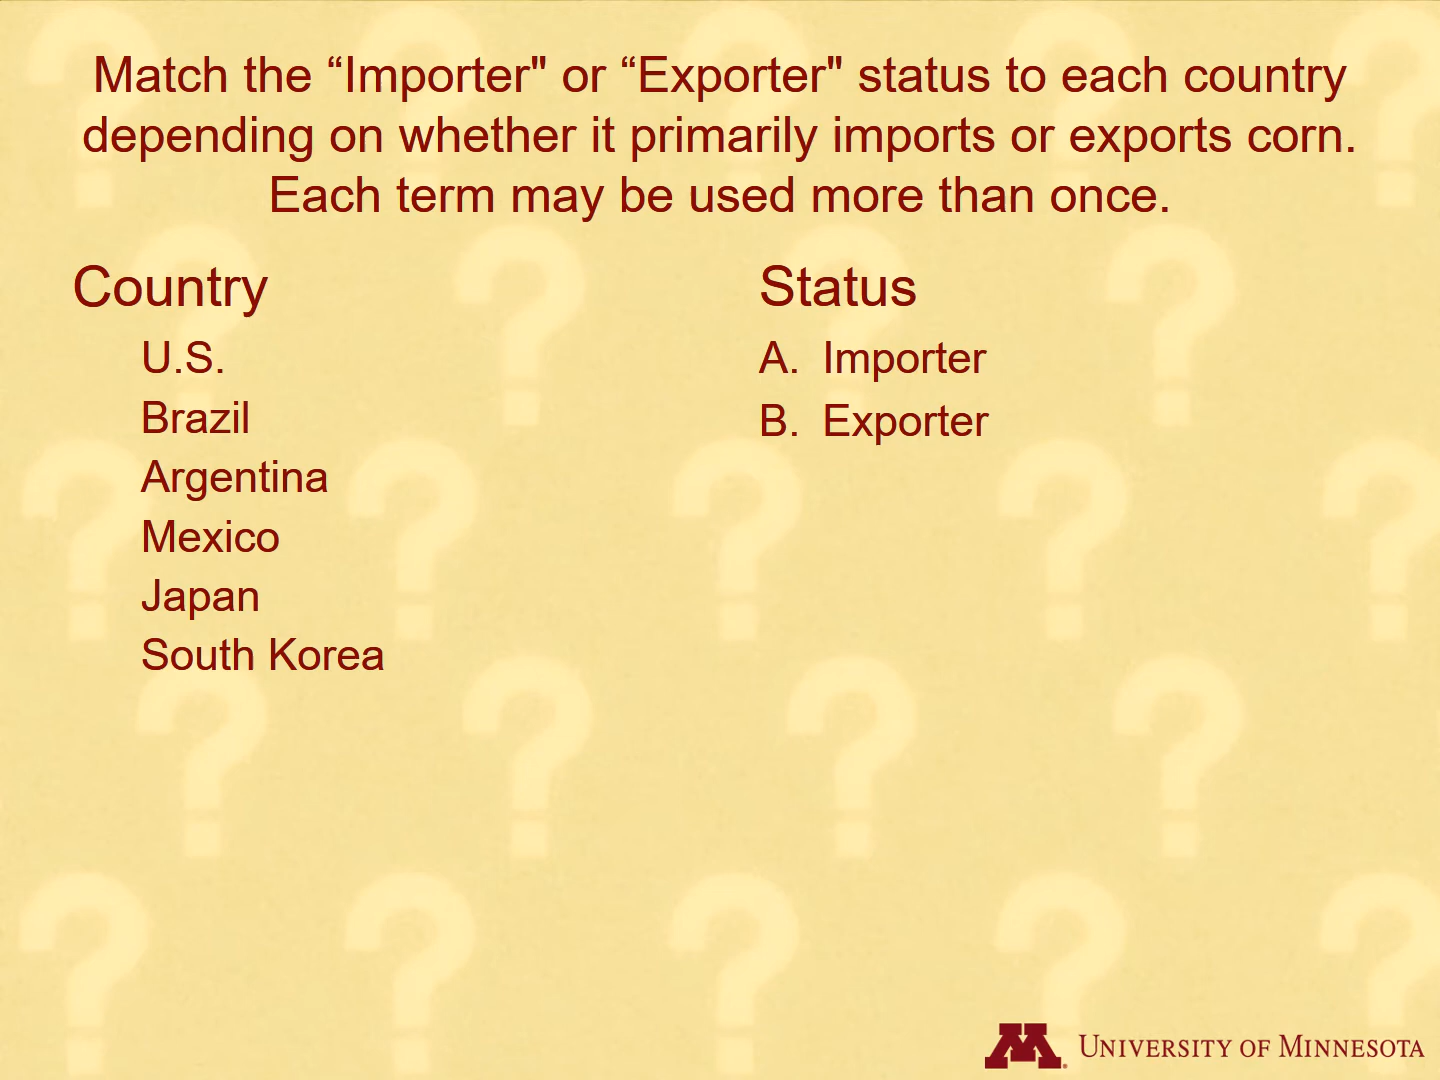 Match the “Importer" or “Exporter" status to each country
depending on whether it primarily imports or exports corn.
Each term may be used more than once.
Country
U.S.
Brazil
Argentina
Mexico
Japan
South Korea
Status
A. Importer
B. Exporter
M
UNIVERSITY OF MINNESOTA